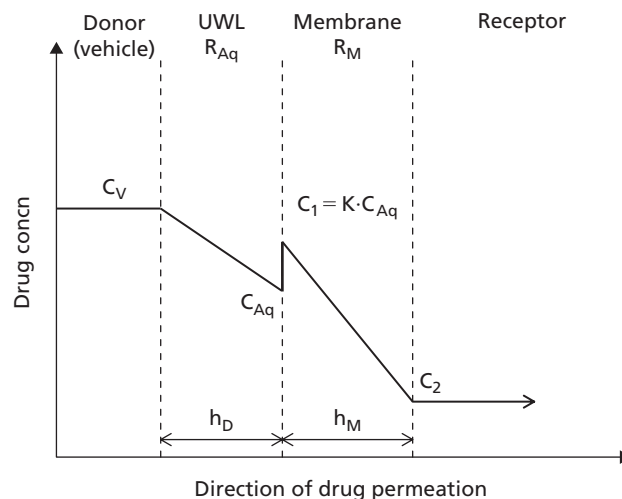 Donor
(vehicle)
UWL
R_Aq
Membrane
R_M
Receptor
C_V
C_1 = K·C_Aq
C_Aq
C_2
h_D
h_M
Drug concn
Direction of drug permeation